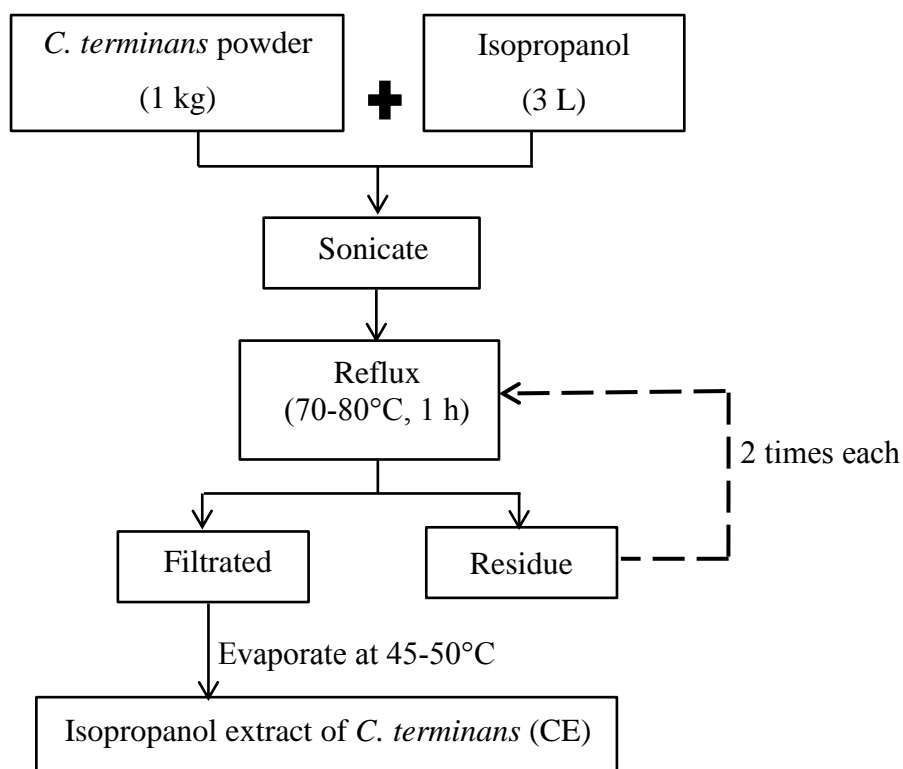 C. terminans powder
(1 kg)
Isopropanol
(3 L)
Sonicate
Reflux
(70-80°C, 1 h)
2 times each
Filtrated
Residue
Evaporate at 45-50°C
Isopropanol extract of C. terminans (CE)